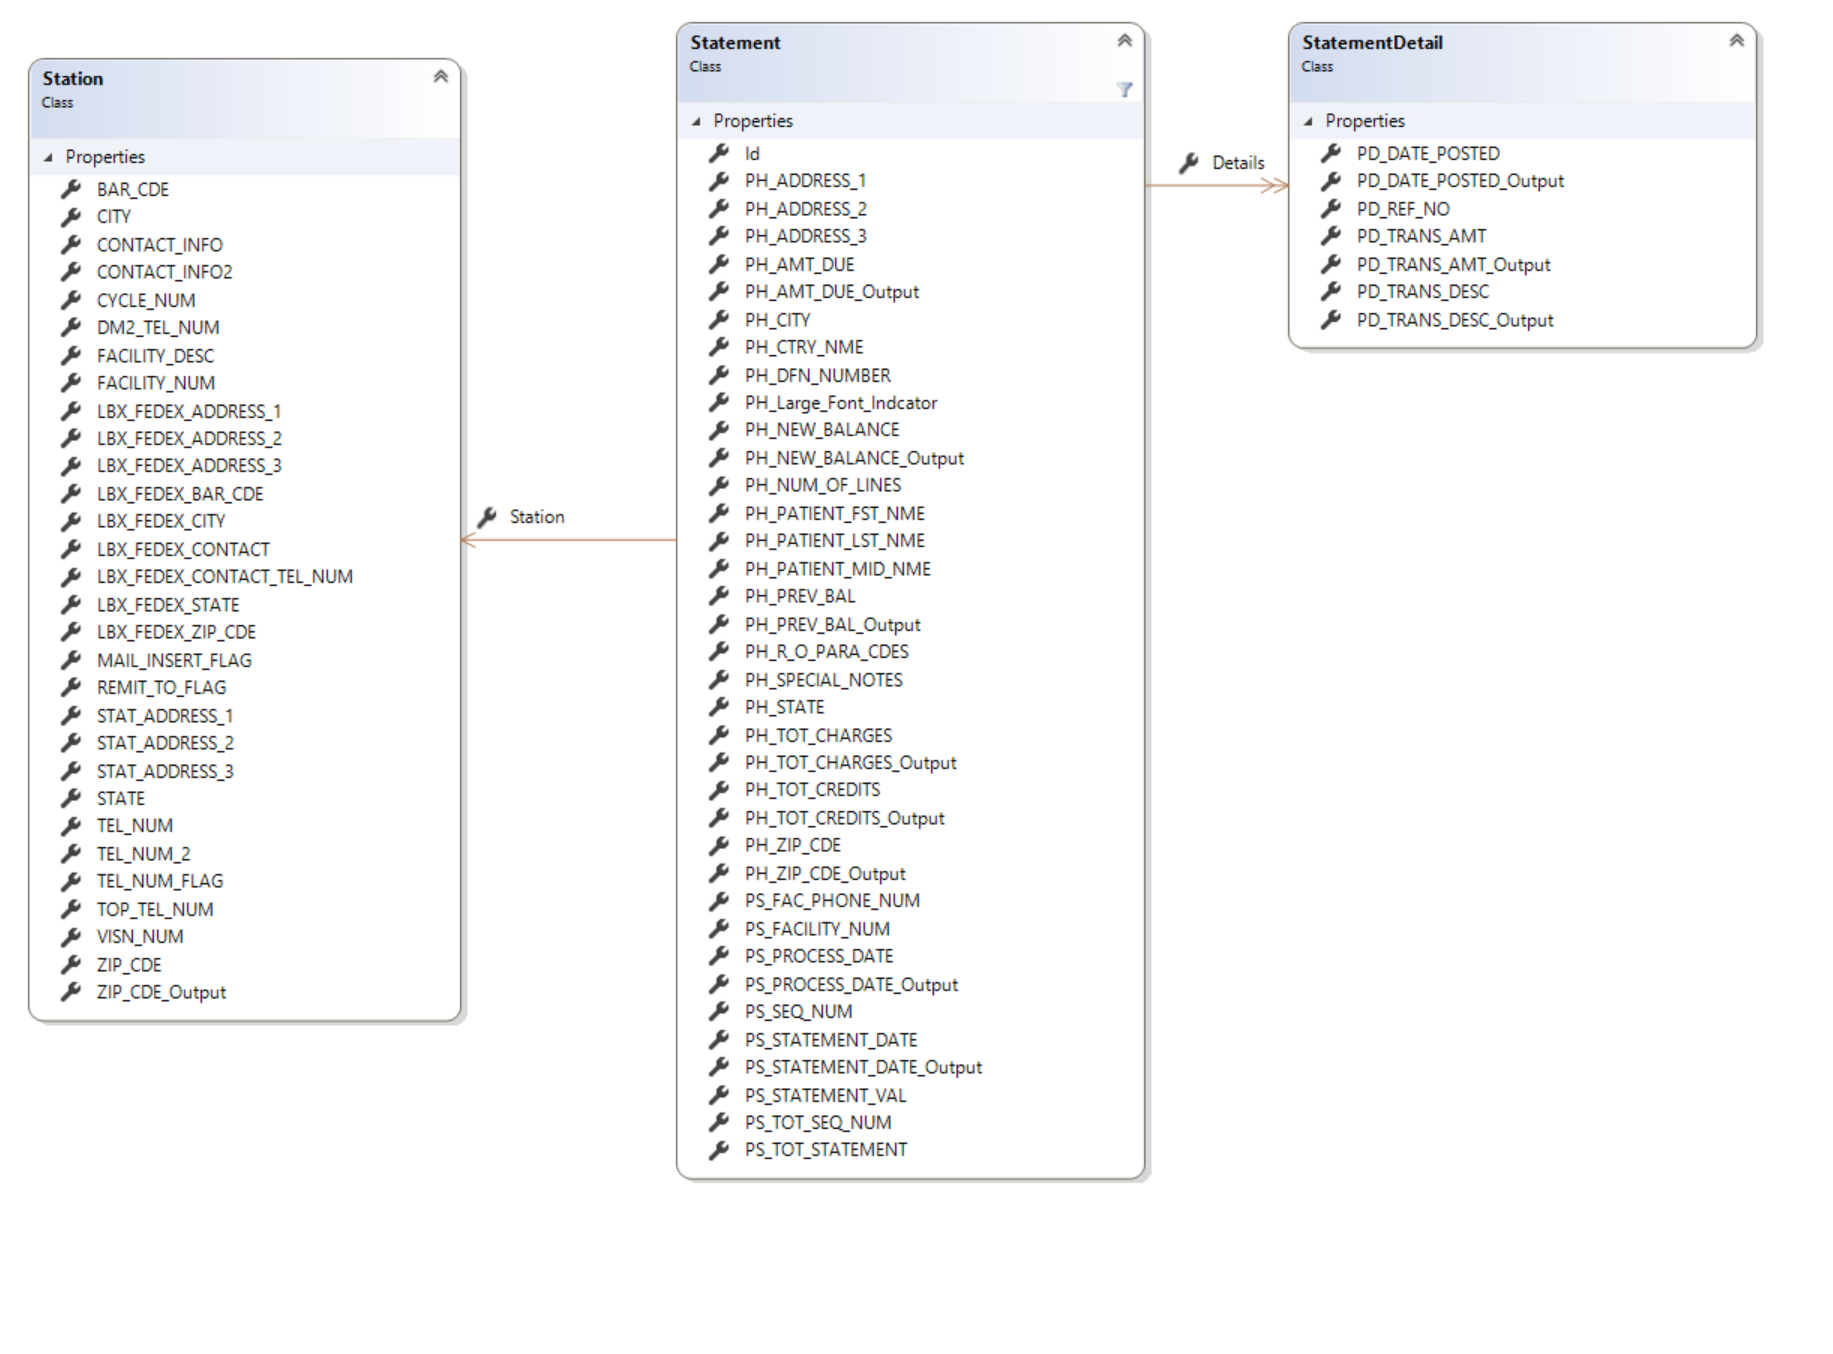 Station
Class
Properties
BAR_CDE
CITY
CONTACT_INFO
CONTACT_INFO2
CYCLE_NUM
DM2_TEL_NUM
FACILITY_DESC
FACILITY_NUM
LBX_FEDEX_ADDRESS_1
LBX_FEDEX_ADDRESS_2
LBX_FEDEX_ADDRESS_3
LBX_FEDEX_BAR_CDE
LBX_FEDEX_CITY
LBX_FEDEX_CONTACT
LBX_FEDEX_CONTACT_TEL_NUM
LBX_FEDEX_STATE
LBX_FEDEX_ZIP_CDE
MAIL_INSERT_FLAG
REMIT_TO_FLAG
STAT_ADDRESS_1
STAT_ADDRESS_2
STAT_ADDRESS_3
STATE
TEL_NUM
TEL_NUM_2
TEL_NUM_FLAG
TOP_TEL_NUM
VISN_NUM
ZIP_CDE
ZIP_CDE_Output
Station
Statement
Class
Properties
Id
PH_ADDRESS_1
PH_ADDRESS_2
PH_ADDRESS_3
PH_AMT_DUE
PH_AMT_DUE_Output
PH_CITY
PH_CTRY_NME
PH_DFN_NUMBER
PH_Large_Font_Indcator
PH_NEW_BALANCE
PH_NEW_BALANCE_Output
PH_NUM_OF_LINES
PH_PATIENT_FST_NME
PH_PATIENT_LST_NME
PH_PATIENT_MID_NME
PH_PREV_BAL
PH_PREV_BAL_Output
PH_R_O_PARA_CDES
PH_SPECIAL_NOTES
PH_STATE
PH_TOT_CHARGES
PH_TOT_CHARGES_Output
PH_TOT_CREDITS
PH_TOT_CREDITS_Output
PH_ZIP_CDE
PH_ZIP_CDE_Output
PS_FAC_PHONE_NUM
PS_FACILITY_NUM
PS_PROCESS_DATE
PS_PROCESS_DATE_Output
PS_SEQ_NUM
PS_STATEMENT_DATE
PS_STATEMENT_DATE_Output
PS_STATEMENT_VAL
PS_TOT_SEQ_NUM
PS_TOT_STATEMENT
Details
StatementDetail
Class
Properties
PD_DATE_POSTED
PD_DATE_POSTED_Output
PD_REF_NO
PD_TRANS_AMT
PD_TRANS_AMT_Output
PD_TRANS_DESC
PD_TRANS_DESC_Output